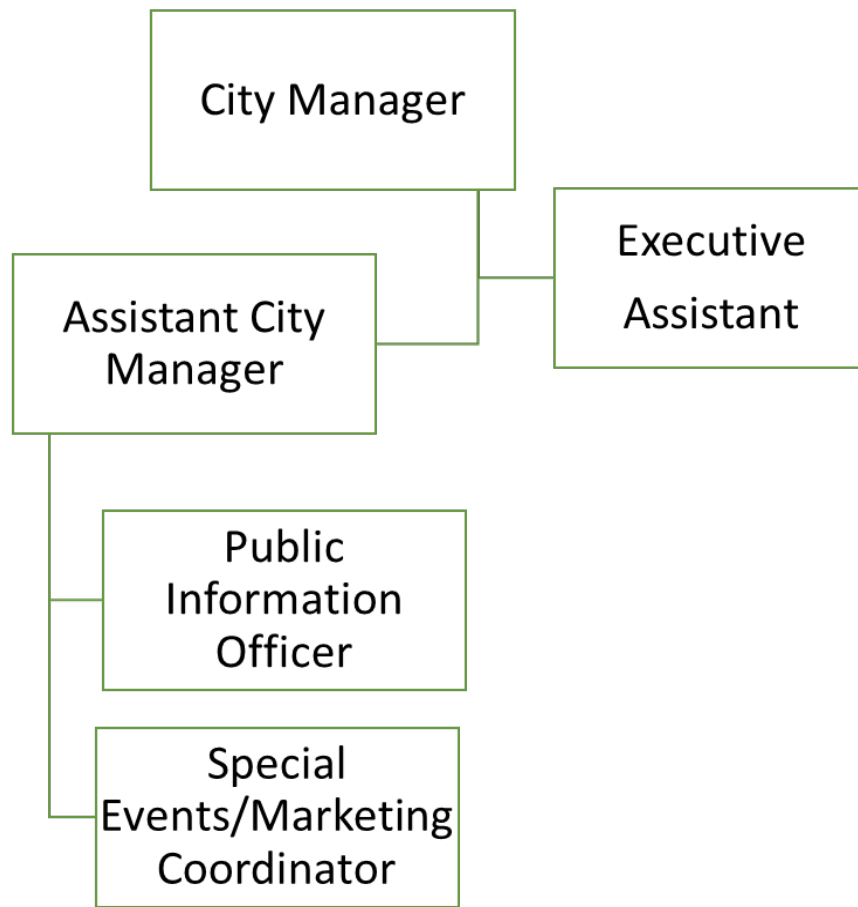 City Manager
Executive
Assistant
Assistant City
Manager
Public
Information
Officer
Special
Events/Marketing
Coordinator